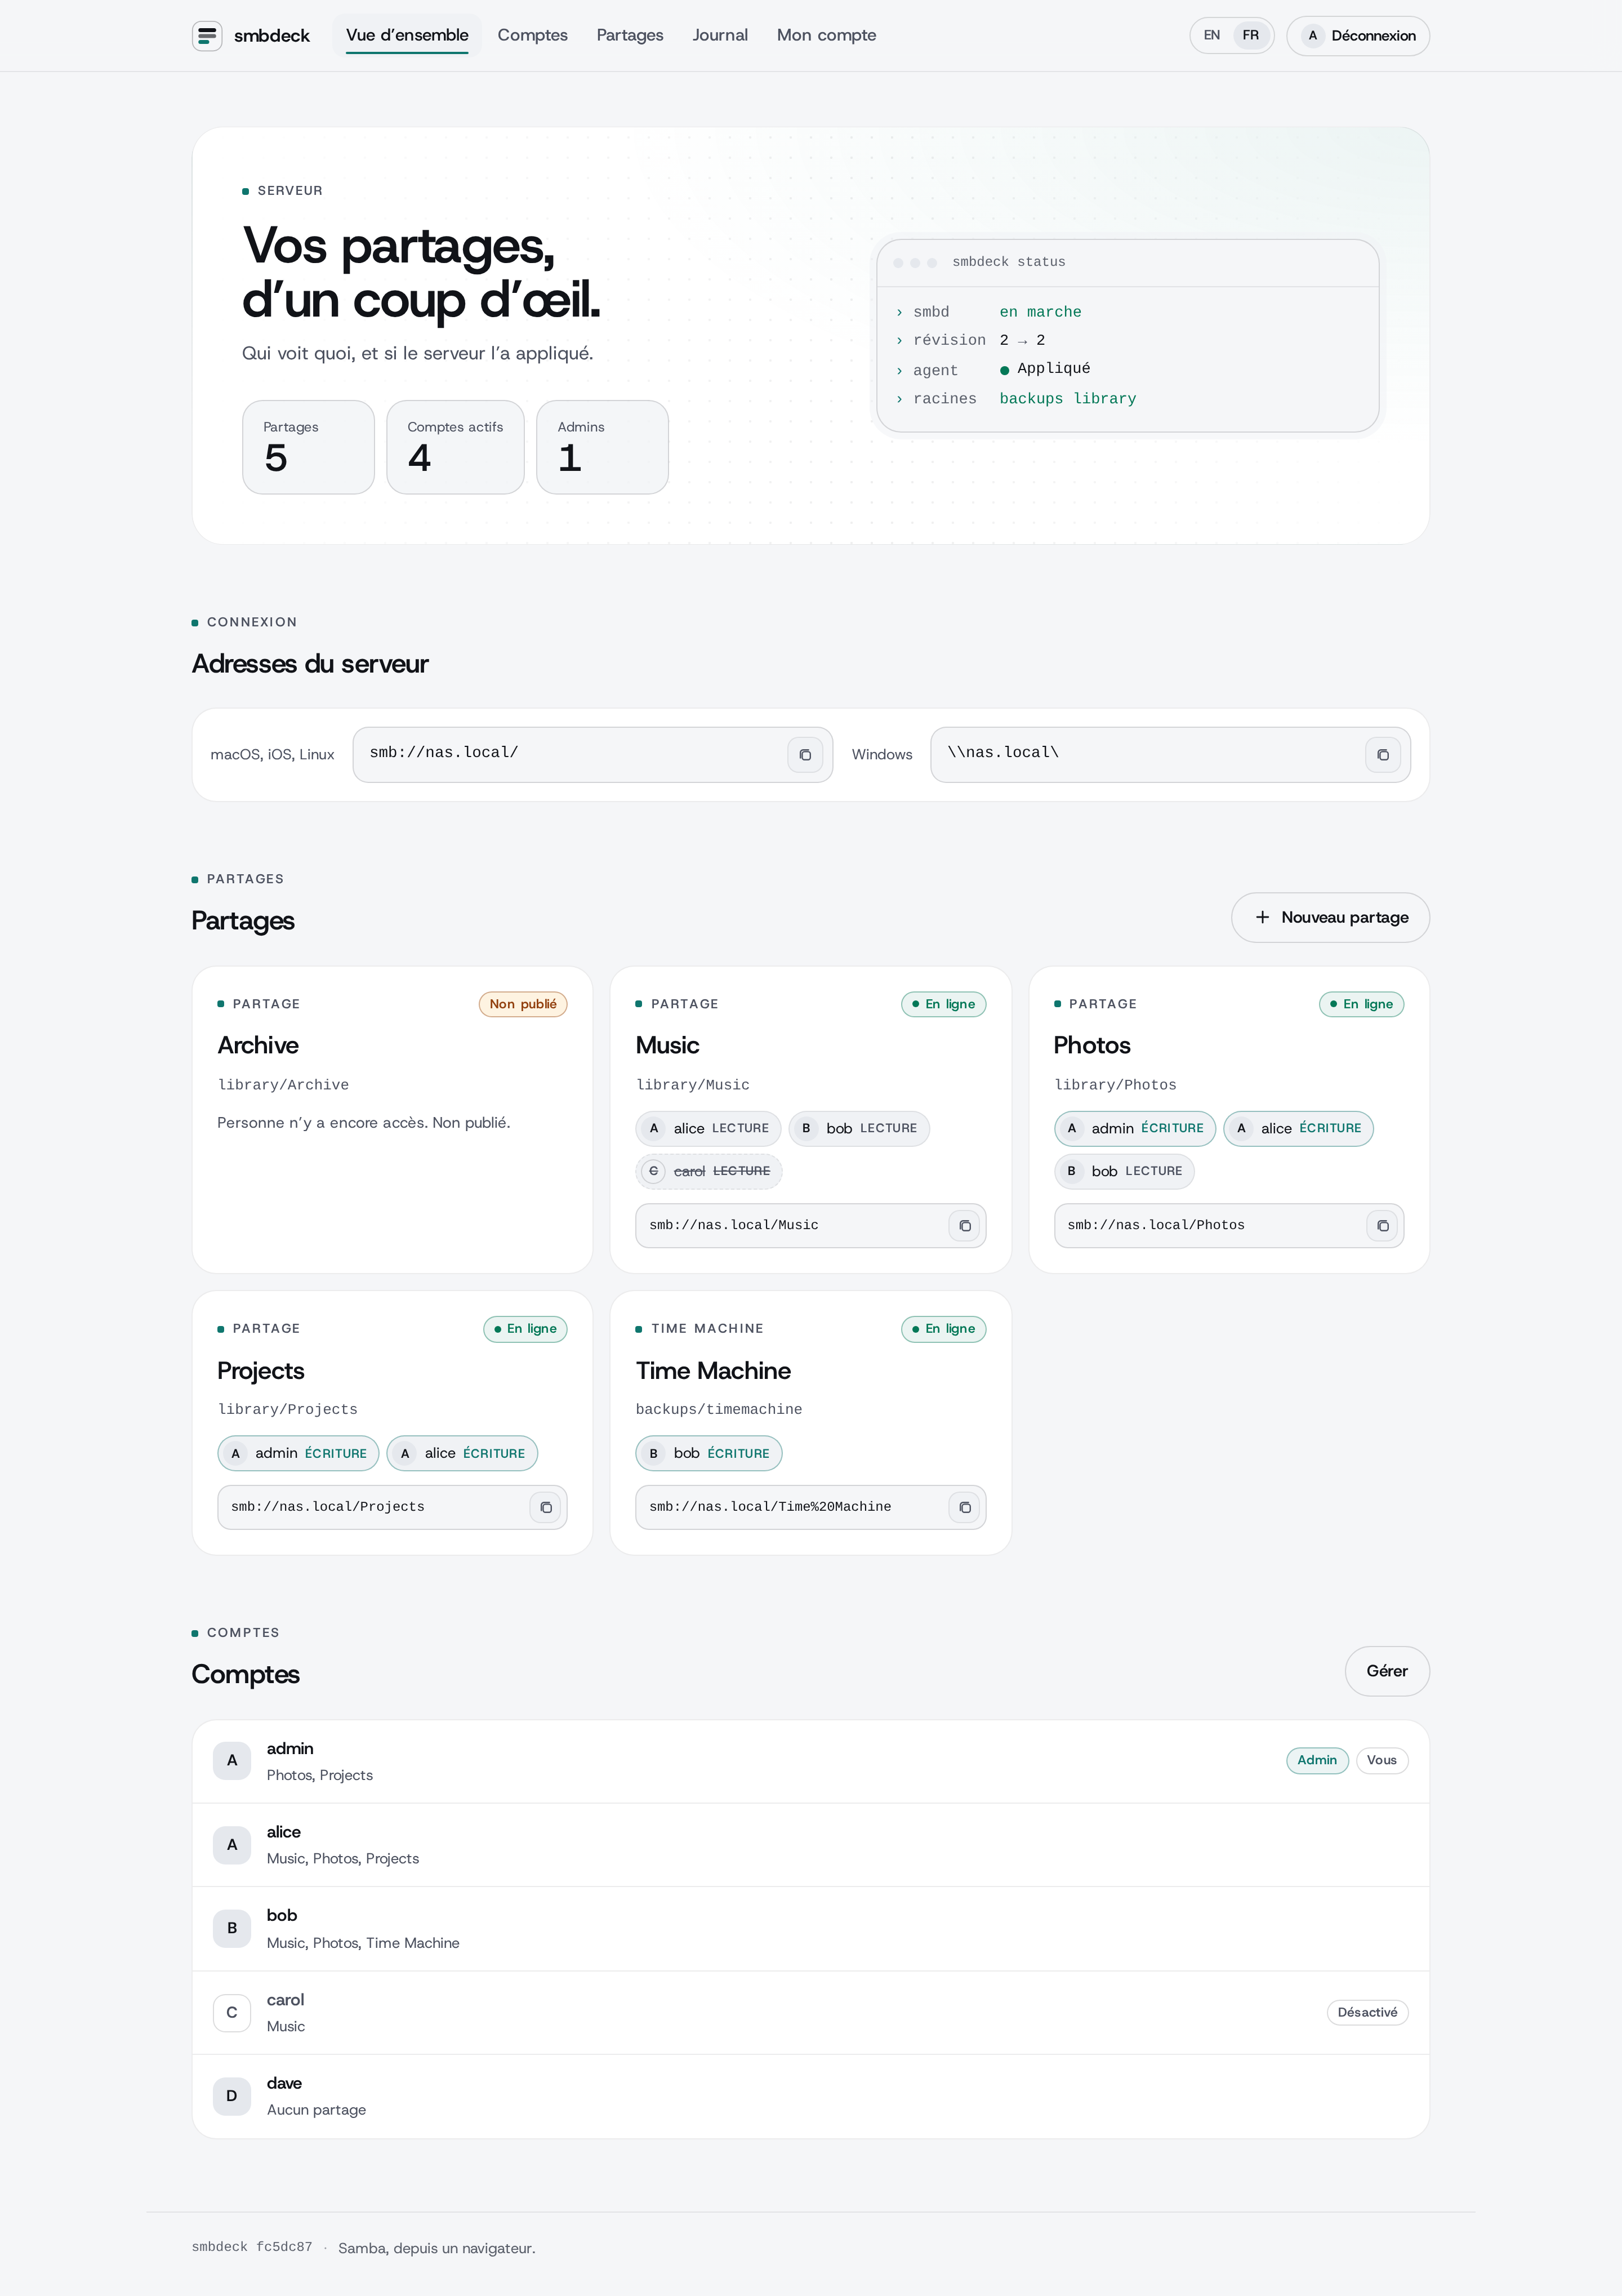 smbdeck
Vue d’ensemble
Comptes
Partages
Journal
Mon compte
EN
FR
A Déconnexion
SERVEUR
Vos partages,
d’un coup d’œil.
Qui voit quoi, et si le serveur l’a appliqué.
Partages
5
Comptes actifs
4
Admins
1
smbdeck status
› smbd en marche
› révision 2 → 2
› agent ● Appliqué
› racines backups library
CONNEXION
Adresses du serveur
macOS, iOS, Linux
smb://nas.local/
Windows
\\nas.local\
PARTAGES
Partages
+ Nouveau partage
PARTAGE
Non publié
Archive
library/Archive
Personne n’y a encore accès. Non publié.
PARTAGE
En ligne
Music
library/Music
A alice LECTURE
B bob LECTURE
C carol LECTURE
smb://nas.local/Music
PARTAGE
En ligne
Photos
library/Photos
A admin ÉCRITURE
A alice ÉCRITURE
B bob LECTURE
smb://nas.local/Photos
PARTAGE
En ligne
Projects
library/Projects
A admin ÉCRITURE
A alice ÉCRITURE
smb://nas.local/Projects
TIME MACHINE
En ligne
Time Machine
backups/timemachine
B bob ÉCRITURE
smb://nas.local/Time%20Machine
COMPTES
Comptes
Gérer
A
admin
Photos, Projects
Admin
Vous
A
alice
Music, Photos, Projects
B
bob
Music, Photos, Time Machine
C
carol
Music
Désactivé
D
dave
Aucun partage
smbdeck fc5dc87 · Samba, depuis un navigateur.